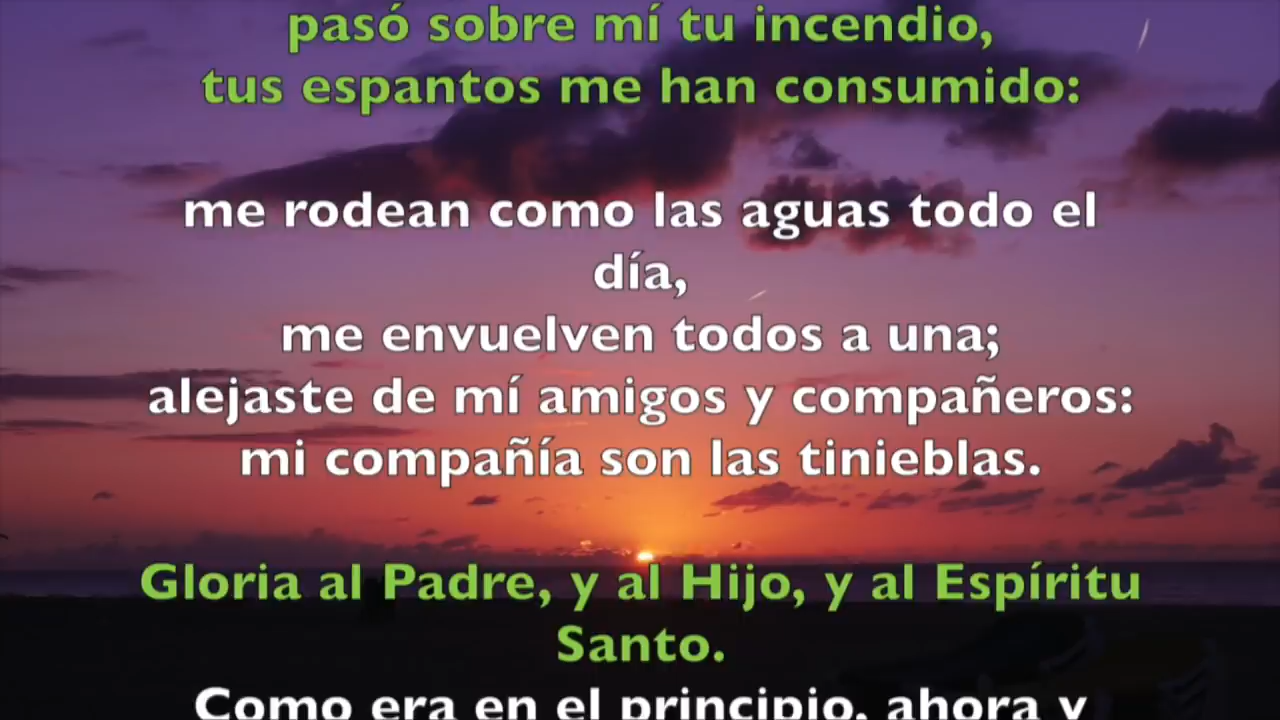 pasó sobre mí tu incendio,
tus espantos me han consumido:
me rodean como las aguas todo el
día,
me envuelven todos a una;
alejaste de mí amigos y compañeros:
mi compañía son las tinieblas.
Gloria al Padre, y al Hijo, y al Espíritu
Santo.
Como era en el principio, ahora y